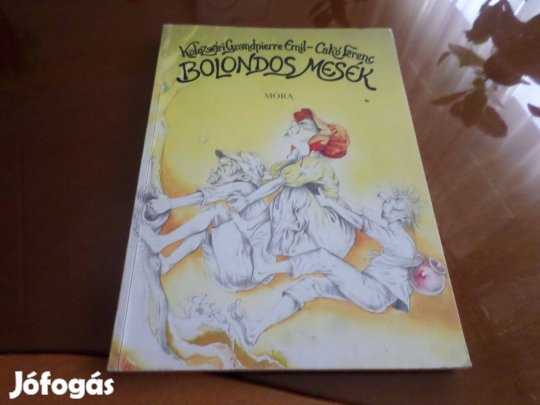 Kolozsvári Grandpierre Emil – Cakó Ferenc
BOLONDOS MESÉK
MÓRA
Jófogás